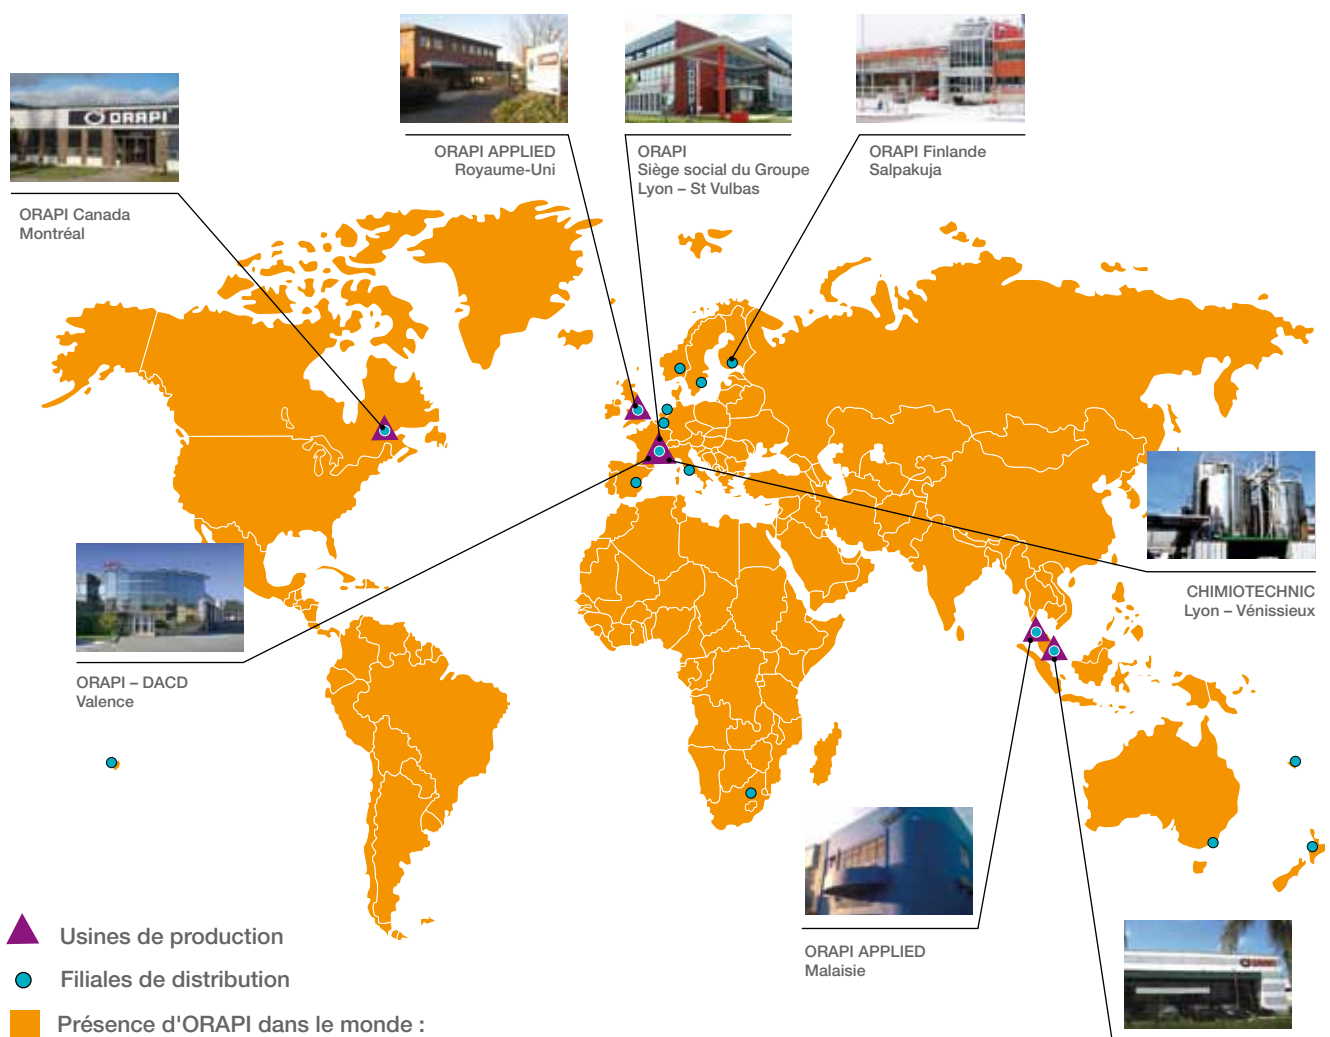 ORAPI
ORAPI Canada
Montréal
ORAPI APPLIED
Royaume-Uni
ORAPI
Siège social du Groupe
Lyon – St Vulbas
ORAPI Finlande
Salpakuja
CHIMIOTECHNIC
Lyon – Vénissieux
ORAPI – DACD
Valence
ORAPI APPLIED
Malaisie
Usines de production
Filiales de distribution
Présence d'ORAPI dans le monde :